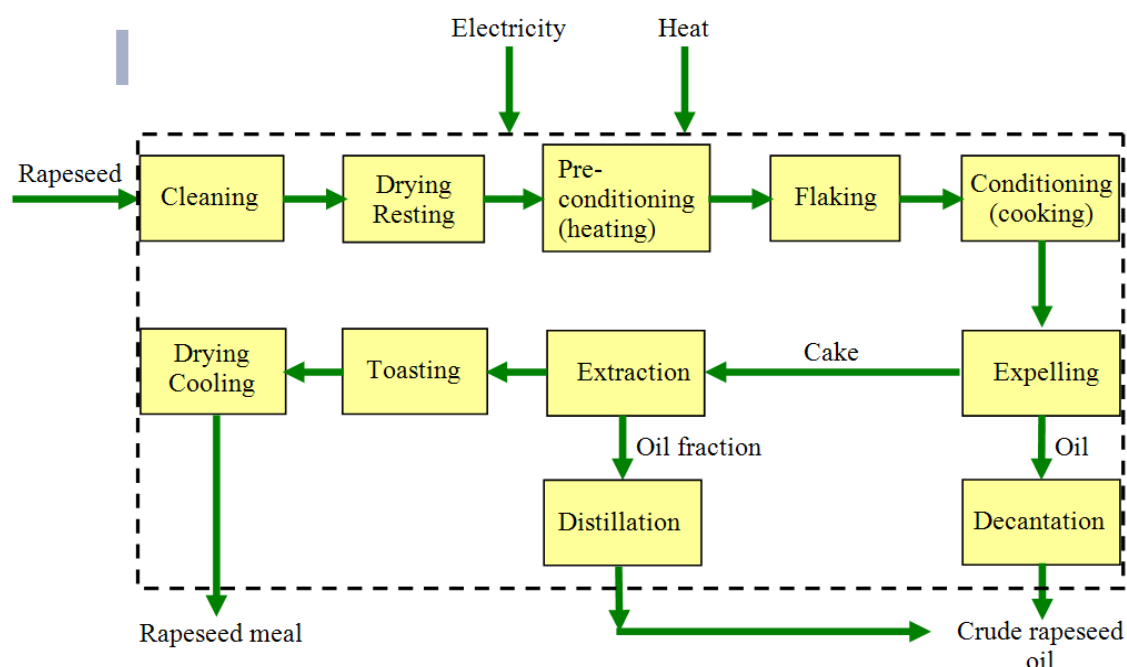 Electricity
Heat
Rapeseed
Cleaning
Drying
Resting
Pre-
conditioning
(heating)
Flaking
Conditioning
(cooking)
Drying
Cooling
Toasting
Extraction
Cake
Expelling
Oil fraction
Oil
Distillation
Decantation
Rapeseed meal
Crude rapeseed
oil